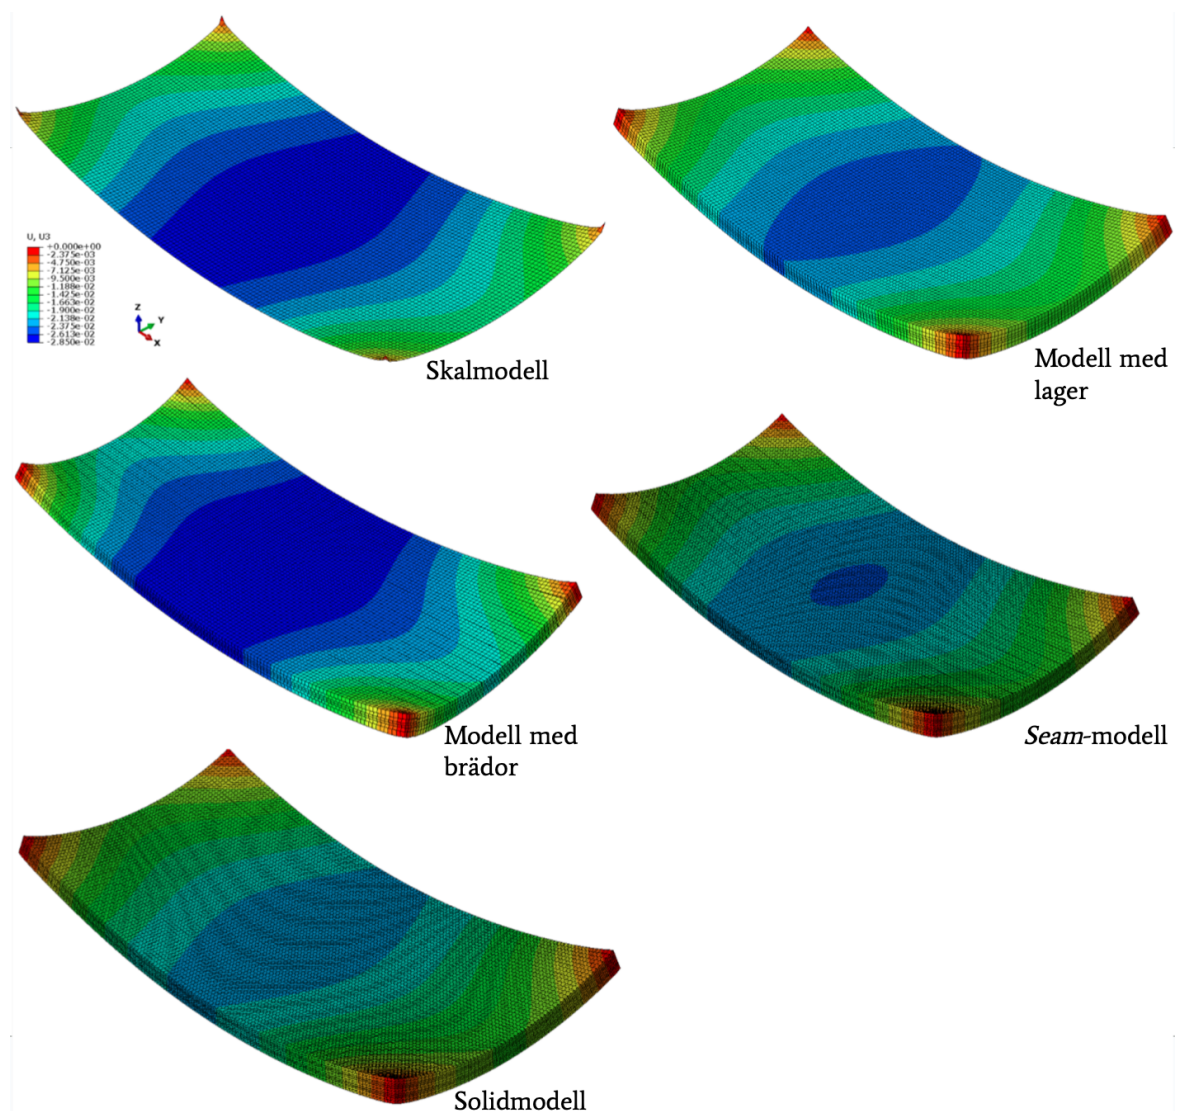 U, U3
+0.000e+00
-2.375e-03
-4.750e-03
-7.125e-03
-9.500e-03
-1.188e-02
-1.425e-02
-1.663e-02
-1.900e-02
-2.138e-02
-2.375e-02
-2.613e-02
-2.850e-02
Z
Y
X
Skalmodell
Modell med
lager
Modell med
brädor
Seam-modell
Solidmodell